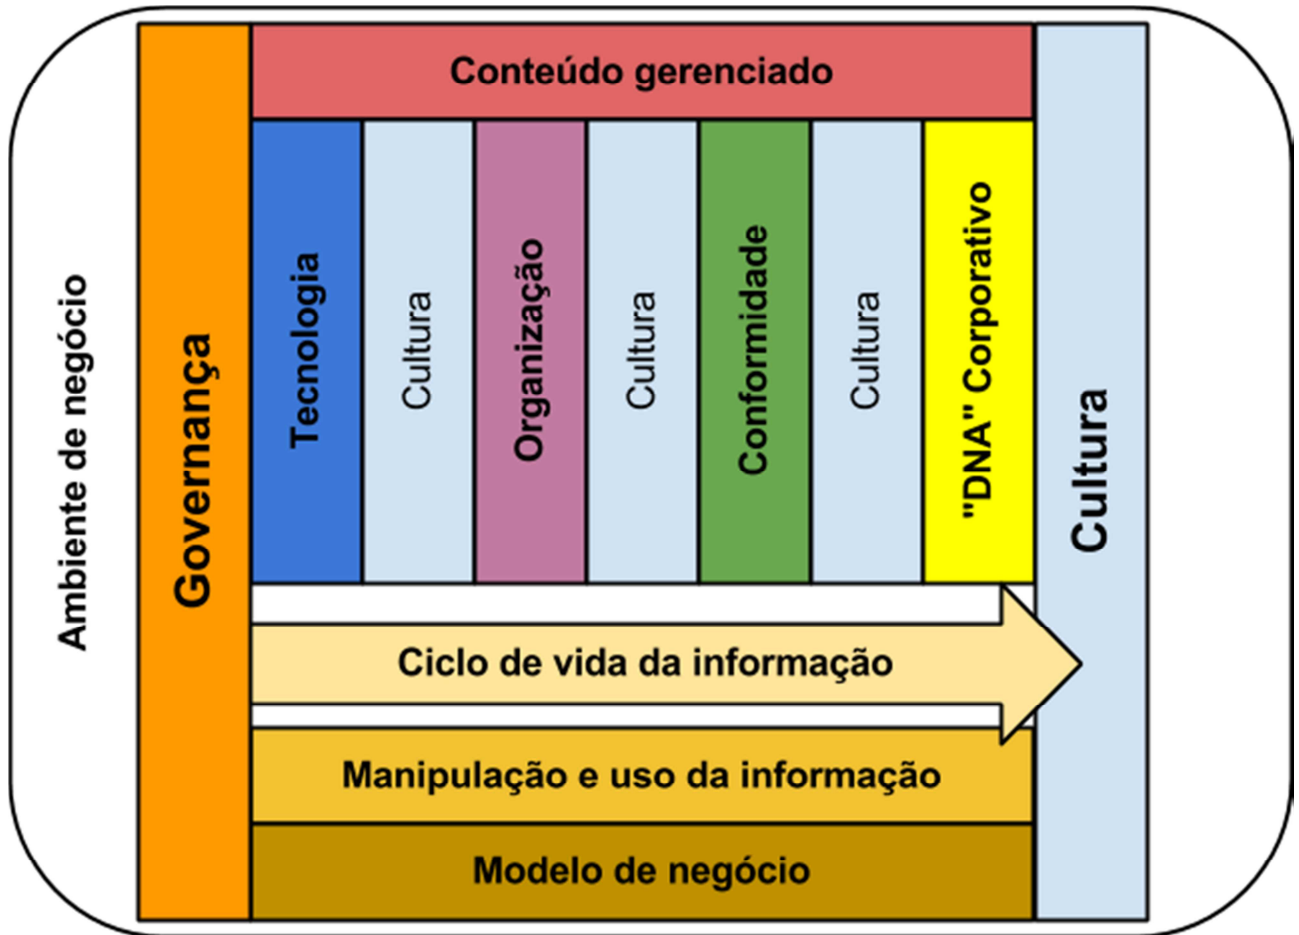 Ambiente de negócio
Governança
Conteúdo gerenciado
Tecnologia
Cultura
Organização
Cultura
Conformidade
Cultura
"DNA" Corporativo
Cultura
Ciclo de vida da informação
Manipulação e uso da informação
Modelo de negócio